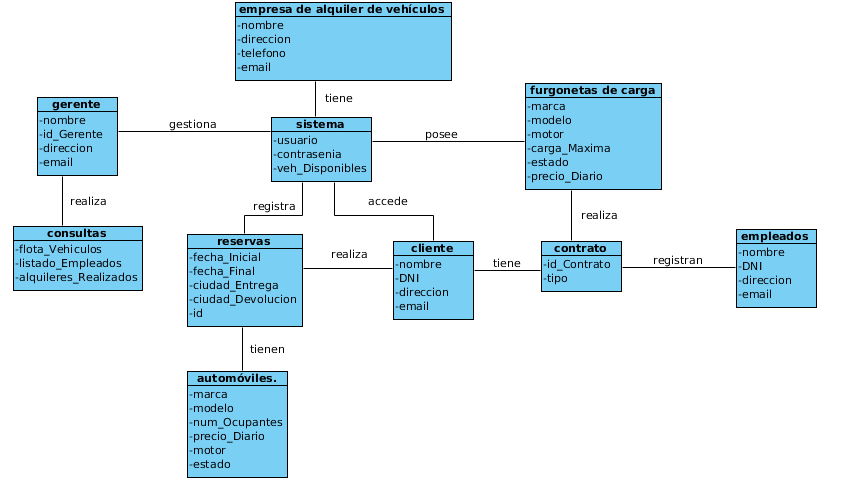 empresa de alquiler de vehículos
-nombre
-direccion
-telefono
-email
tiene
gerente
-nombre
-id_Gerente
-direccion
-email
gestiona
sistema
-usuario
-contrasenia
-veh_Disponibles
posee
furgonetas de carga
-marca
-modelo
-motor
-carga_Maxima
-estado
-precio_Diario
realiza
registra
accede
realiza
consultas
-flota_Vehiculos
-listado_Empleados
-alquileres_Realizados
reservas
-fecha_Inicial
-fecha_Final
-ciudad_Entrega
-ciudad_Devolucion
-id
realiza
cliente
-nombre
-DNI
-direccion
-email
tiene
contrato
-id_Contrato
-tipo
registran
empleados
-nombre
-DNI
-direccion
-email
tienen
automóviles.
-marca
-modelo
-num_Ocupantes
-precio_Diario
-motor
-estado